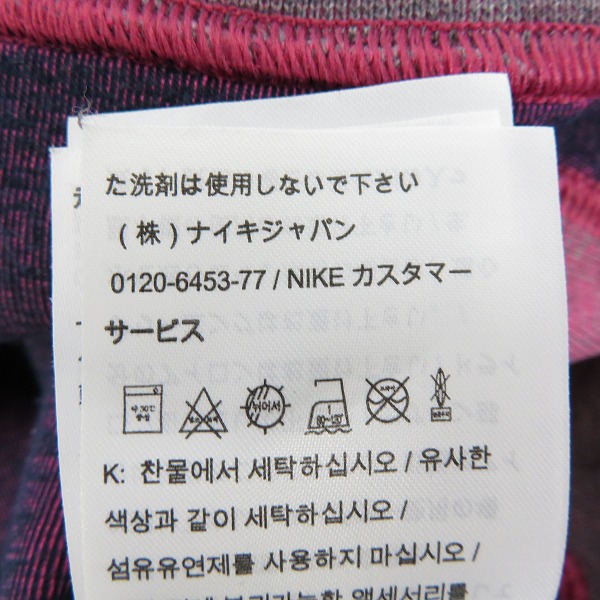 た洗剤は使用しないで下さい
(株)ナイキジャパン
0120-6453-77 / NIKE カスタマー
サービス
뉘어서
K: 찬물에서 세탁하십시오 / 유사한
색상과 같이 세탁하십시오 /
섬유유연제를 사용하지 마십시오 /